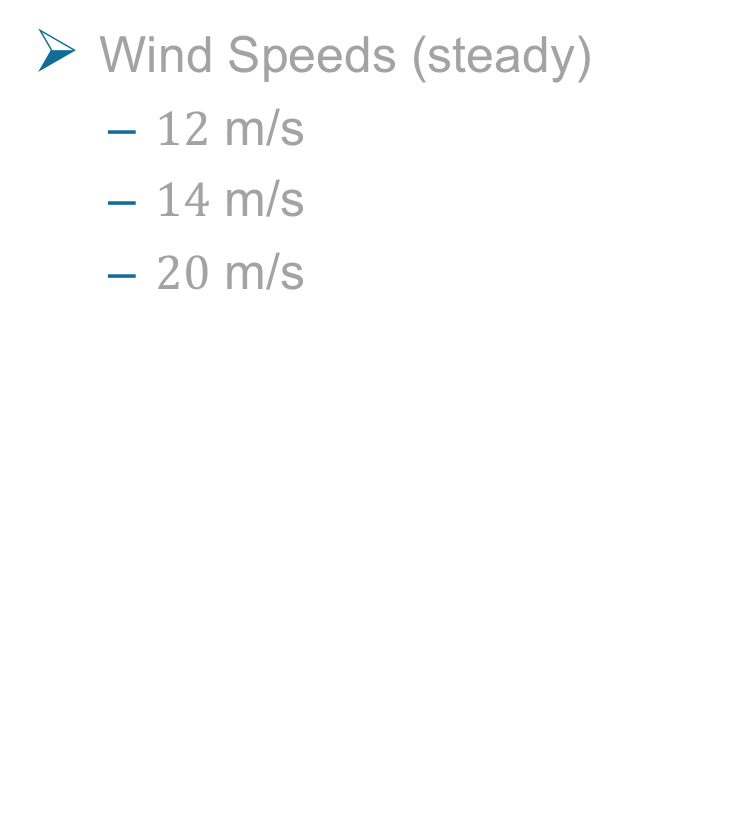 Wind Speeds (steady)
– 12 m/s
– 14 m/s
– 20 m/s